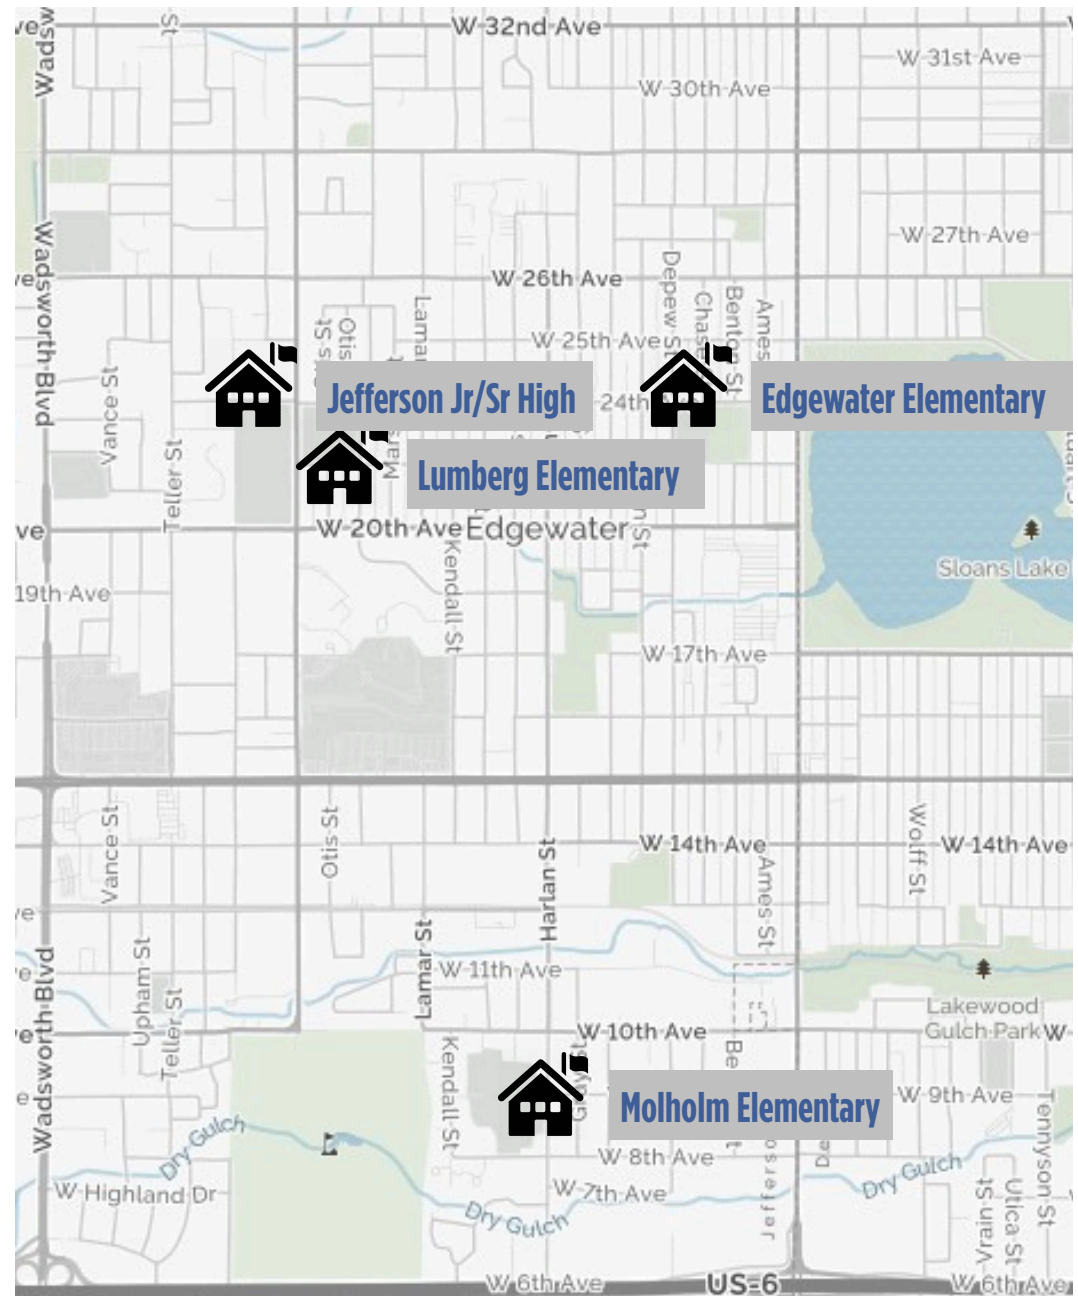 W 32nd Ave
W 31st Ave
W 30th Ave
W 27th Ave
Wadsworth Blvd
W 26th Ave
Depew St
Benton St
Ames
Otis
W 25th Ave
Vance St
Jefferson Jr/Sr High
Edgewater Elementary
Teller St
Lumberg Elementary
W 20th Ave
Edgewater
Kendall St
Sloans Lake
19th Ave
W 17th Ave
Vance St
Otis St
Harlan St
W 14th Ave
Ames St
Wolff St
W 14th Ave
Wadsworth Blvd
Upham St
Teller St
Lamar St
W 11th Ave
Lakewood
Gulch Park
W 10th Ave
Kendall St
Molholm Elementary
W 9th Ave
Tennyson St
W 8th Ave
Dry Gulch
W Highland Dr
W 7th Ave
Dry Gulch
Dry Gulch
Vrain St
Utica St
W 6th Ave
US-6
W 6th Ave